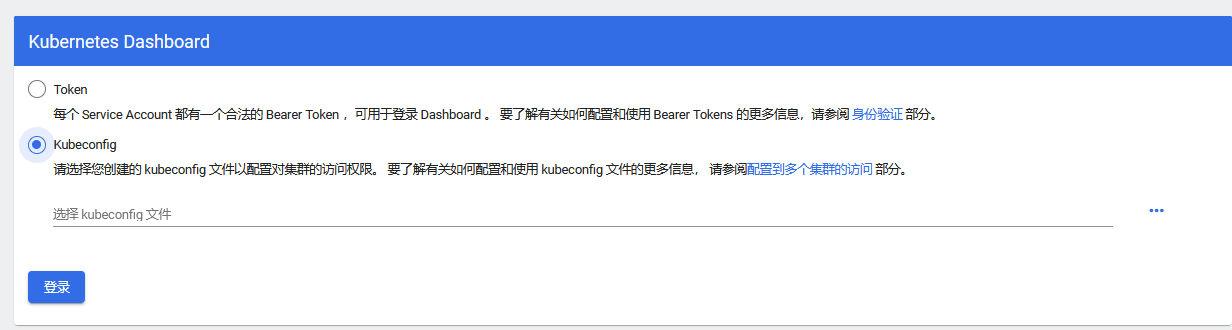 Kubernetes Dashboard
Token
每个 Service Account 都有一个合法的 Bearer Token ，可用于登录 Dashboard 。 要了解有关如何配置和使用 Bearer Tokens 的更多信息，请参阅 身份验证 部分。
Kubeconfig
请选择您创建的 kubeconfig 文件以配置对集群的访问权限。 要了解有关如何配置和使用 kubeconfig 文件的更多信息， 请参阅配置到多个集群的访问 部分。
选择 kubeconfig 文件
登录